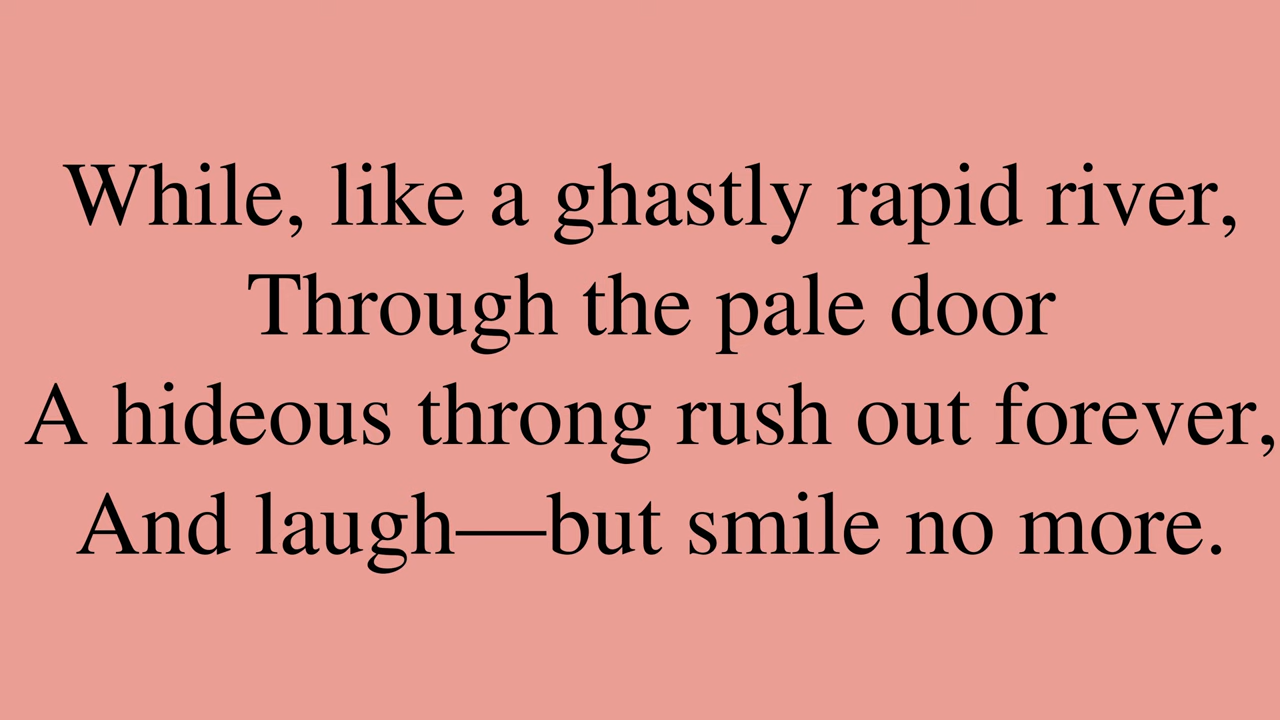 While, like a ghastly rapid river,
Through the pale door
A hideous throng rush out forever,
And laugh—but smile no more.